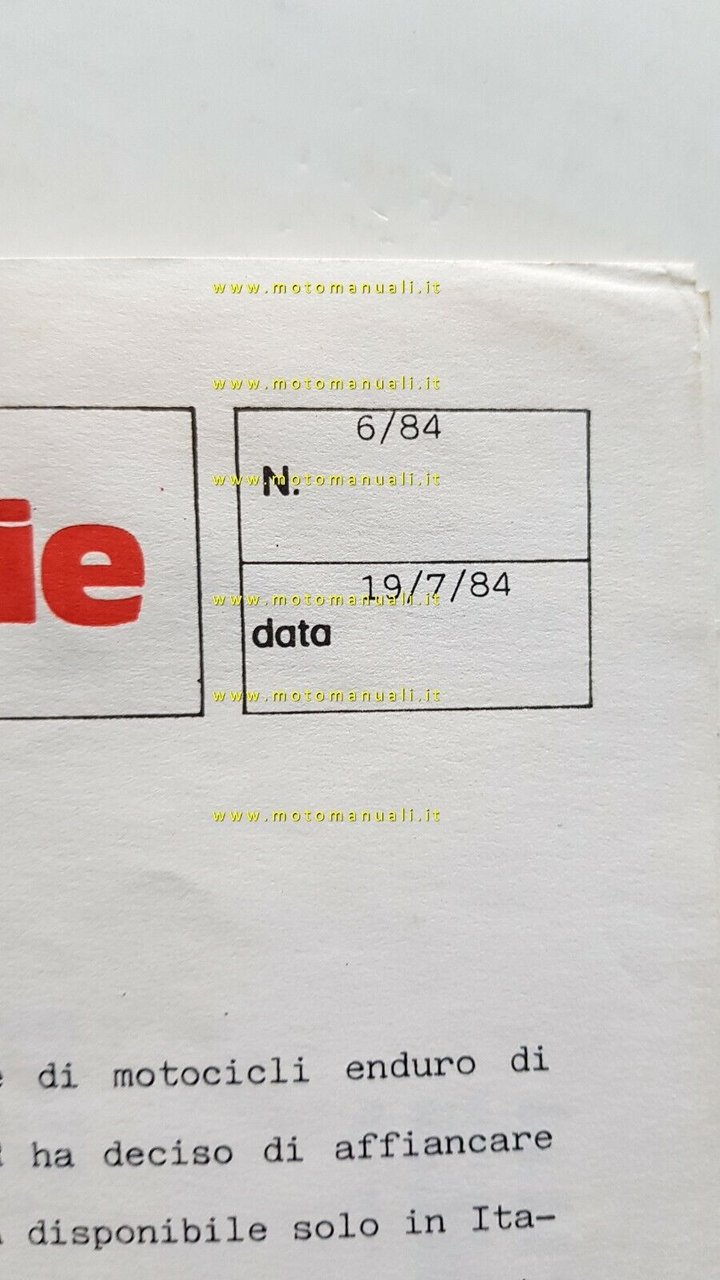 www.motomanuali.it
www.motomanuali.it
6/84
N.
www.motomanuali.it
ie
19/7/84
www.motomanuali.it
data
www.motomanuali.it
www.motomanuali.it
di motocicli enduro di
ha deciso di affiancare
disponibile solo in Ita-